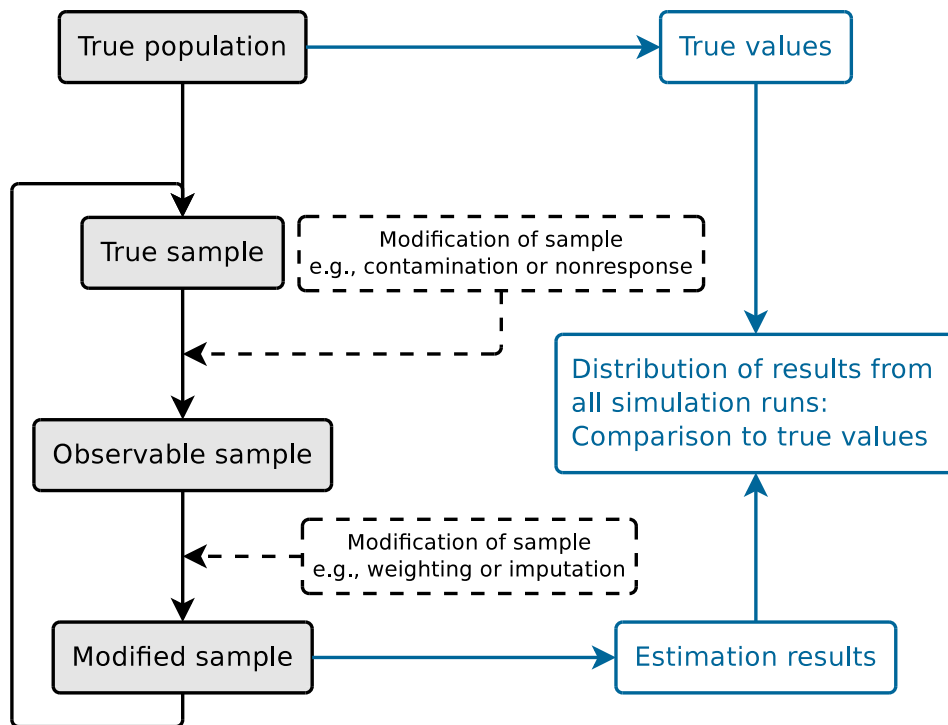 True population
True values
True sample
Modification of sample
e.g., contamination or nonresponse
Distribution of results from
all simulation runs:
Comparison to true values
Observable sample
Modification of sample
e.g., weighting or imputation
Modified sample
Estimation results